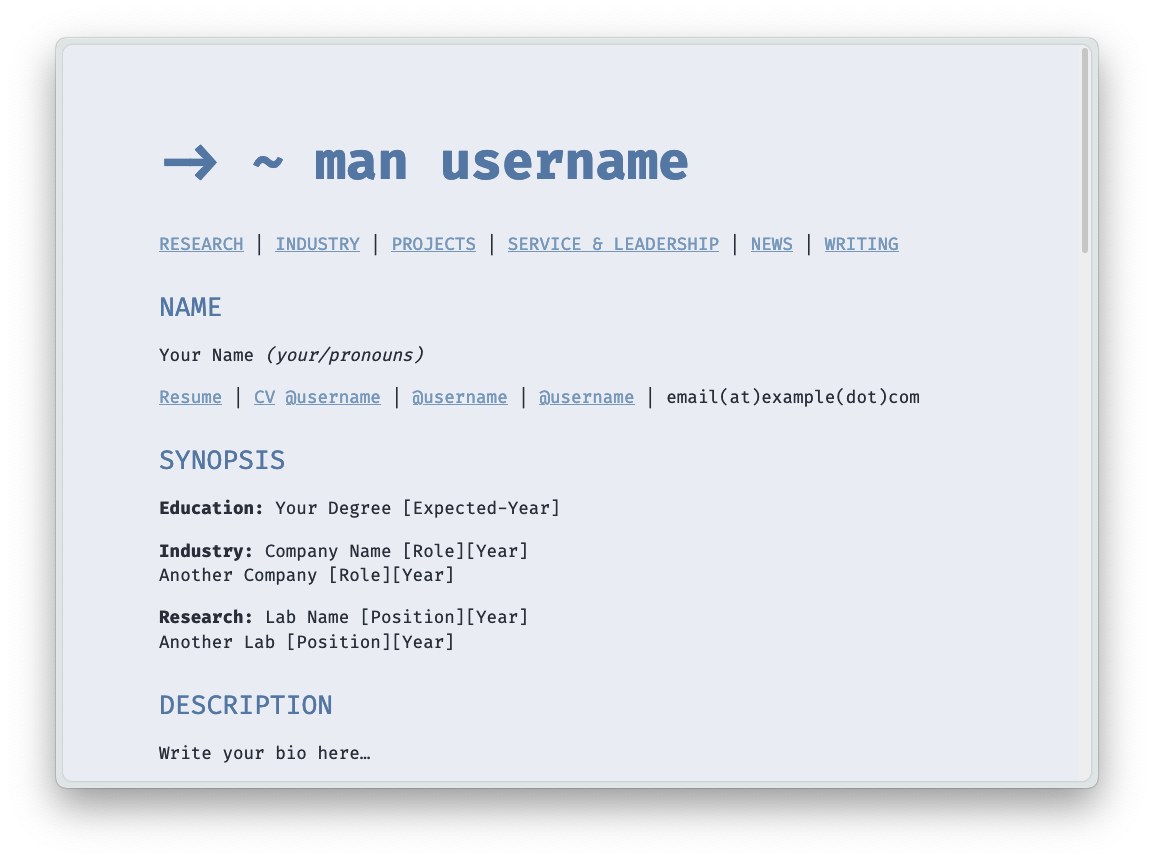 → ~ man username
RESEARCH | INDUSTRY | PROJECTS | SERVICE & LEADERSHIP | NEWS | WRITING
NAME
Your Name (your/pronouns)
Resume | CV @username | @username | @username | email(at)example(dot)com
SYNOPSIS
Education: Your Degree [Expected-Year]
Industry: Company Name [Role][Year]
Another Company [Role][Year]
Research: Lab Name [Position][Year]
Another Lab [Position][Year]
DESCRIPTION
Write your bio here…